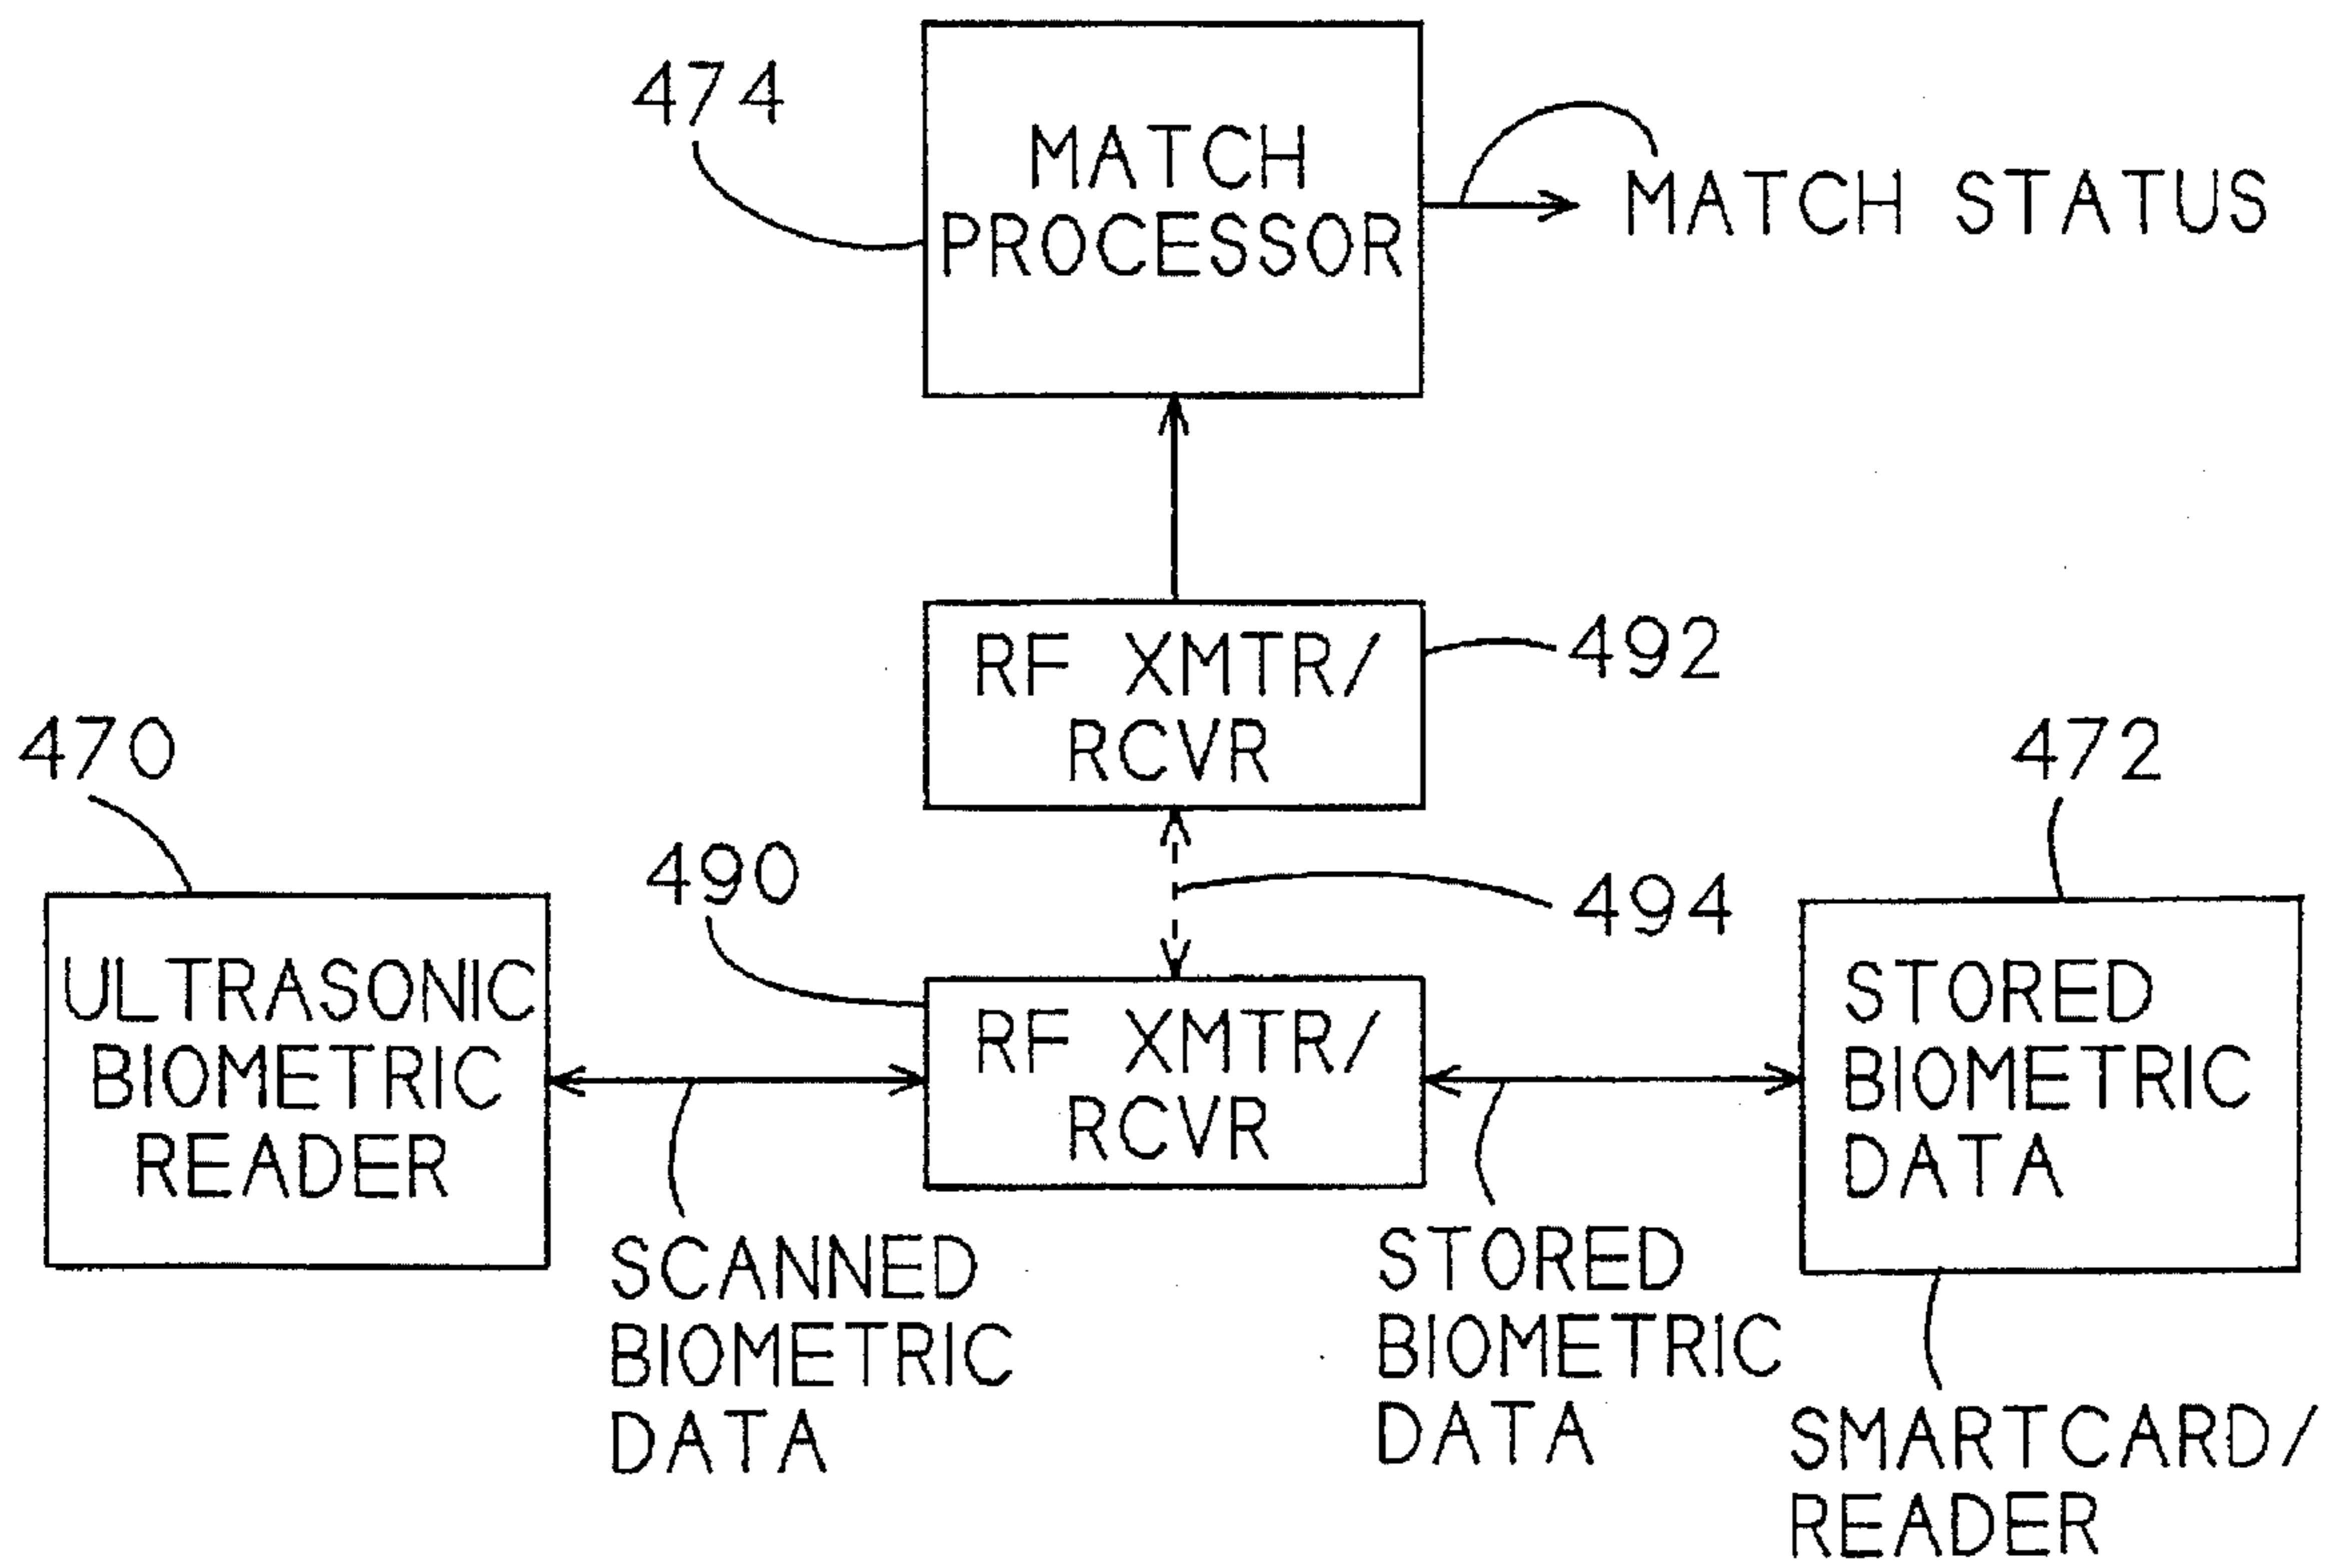 474
MATCH
PROCESSOR
MATCH STATUS
RF XMTR/
RCVR
492
470
490
494
472
ULTRASONIC
BIOMETRIC
READER
RF XMTR/
RCVR
STORED
BIOMETRIC
DATA
SCANNED
BIOMETRIC
DATA
STORED
BIOMETRIC
DATA
SMARTCARD/
READER